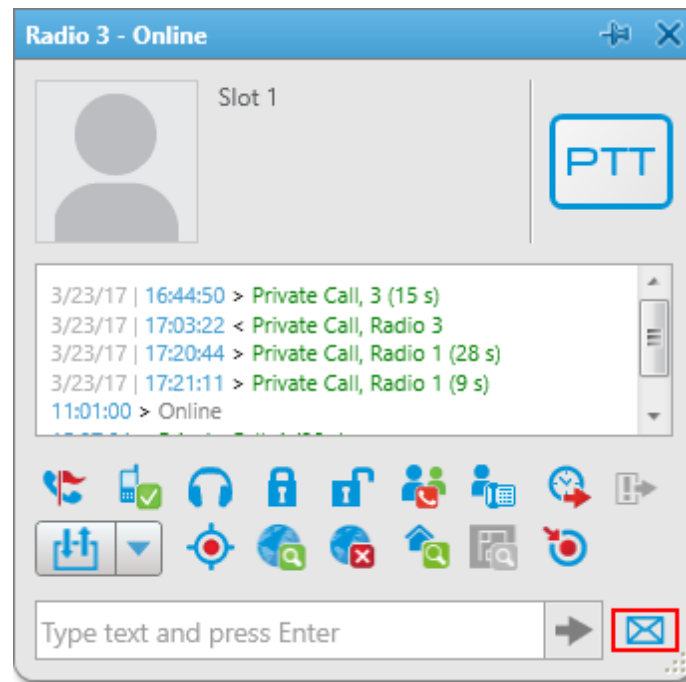 Radio 3 - Online
Slot 1
PTT
3/23/17 | 16:44:50 > Private Call, 3 (15 s)
3/23/17 | 17:03:22 < Private Call, Radio 3
3/23/17 | 17:20:44 > Private Call, Radio 1 (28 s)
3/23/17 | 17:21:11 > Private Call, Radio 1 (9 s)
11:01:00 > Online
Type text and press Enter